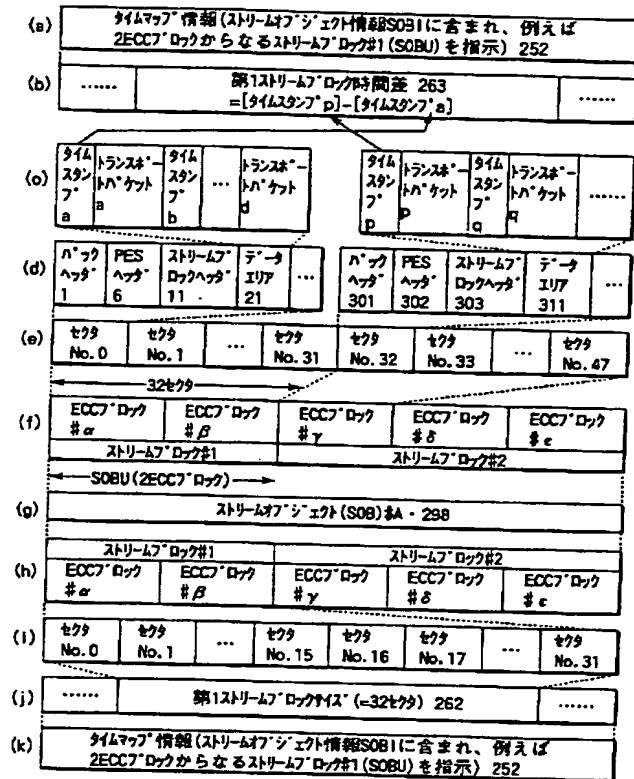 (a) タイムマップ情報(ストリームオブジェクト情報SOBIに含まれ、例えば
2ECCブロックからなるストリームブロック#1(SOBU)を指示) 252
(b) …… 第1ストリームブロック時間差 263 ……
=[タイムスタンプp]-[タイムスタンプa]
(c) タイムスタンプa トランスポートパケットa タイムスタンプb … トランスポートパケットd タイムスタンプp トランスポートパケットp タイムスタンプq トランスポートパケットq ……
(d) パックヘッダ1 PESヘッダ6 ストリームブロックヘッダ11 データエリア21 … パックヘッダ301 PESヘッダ302 ストリームブロックヘッダ303 データエリア311 …
(e) セクタNo.0 セクタNo.1 … セクタNo.31 セクタNo.32 セクタNo.33 … セクタNo.47
32セクタ
(f) ECCブロック#α ECCブロック#β ECCブロック#γ ECCブロック#δ ECCブロック#ε
ストリームブロック#1 ストリームブロック#2
SOBU(2ECCブロック)
(g) ストリームオブジェクト(SOB)#A・298
ストリームブロック#1 ストリームブロック#2
(h) ECCブロック#α ECCブロック#β ECCブロック#γ ECCブロック#δ ECCブロック#ε
(i) セクタNo.0 セクタNo.1 … セクタNo.15 セクタNo.16 セクタNo.17 … セクタNo.31
(j) …… 第1ストリームブロックサイズ(=32セクタ) 262 ……
(k) タイムマップ情報(ストリームオブジェクト情報SOBIに含まれ、例えば
2ECCブロックからなるストリームブロック#1(SOBU)を指示) 252